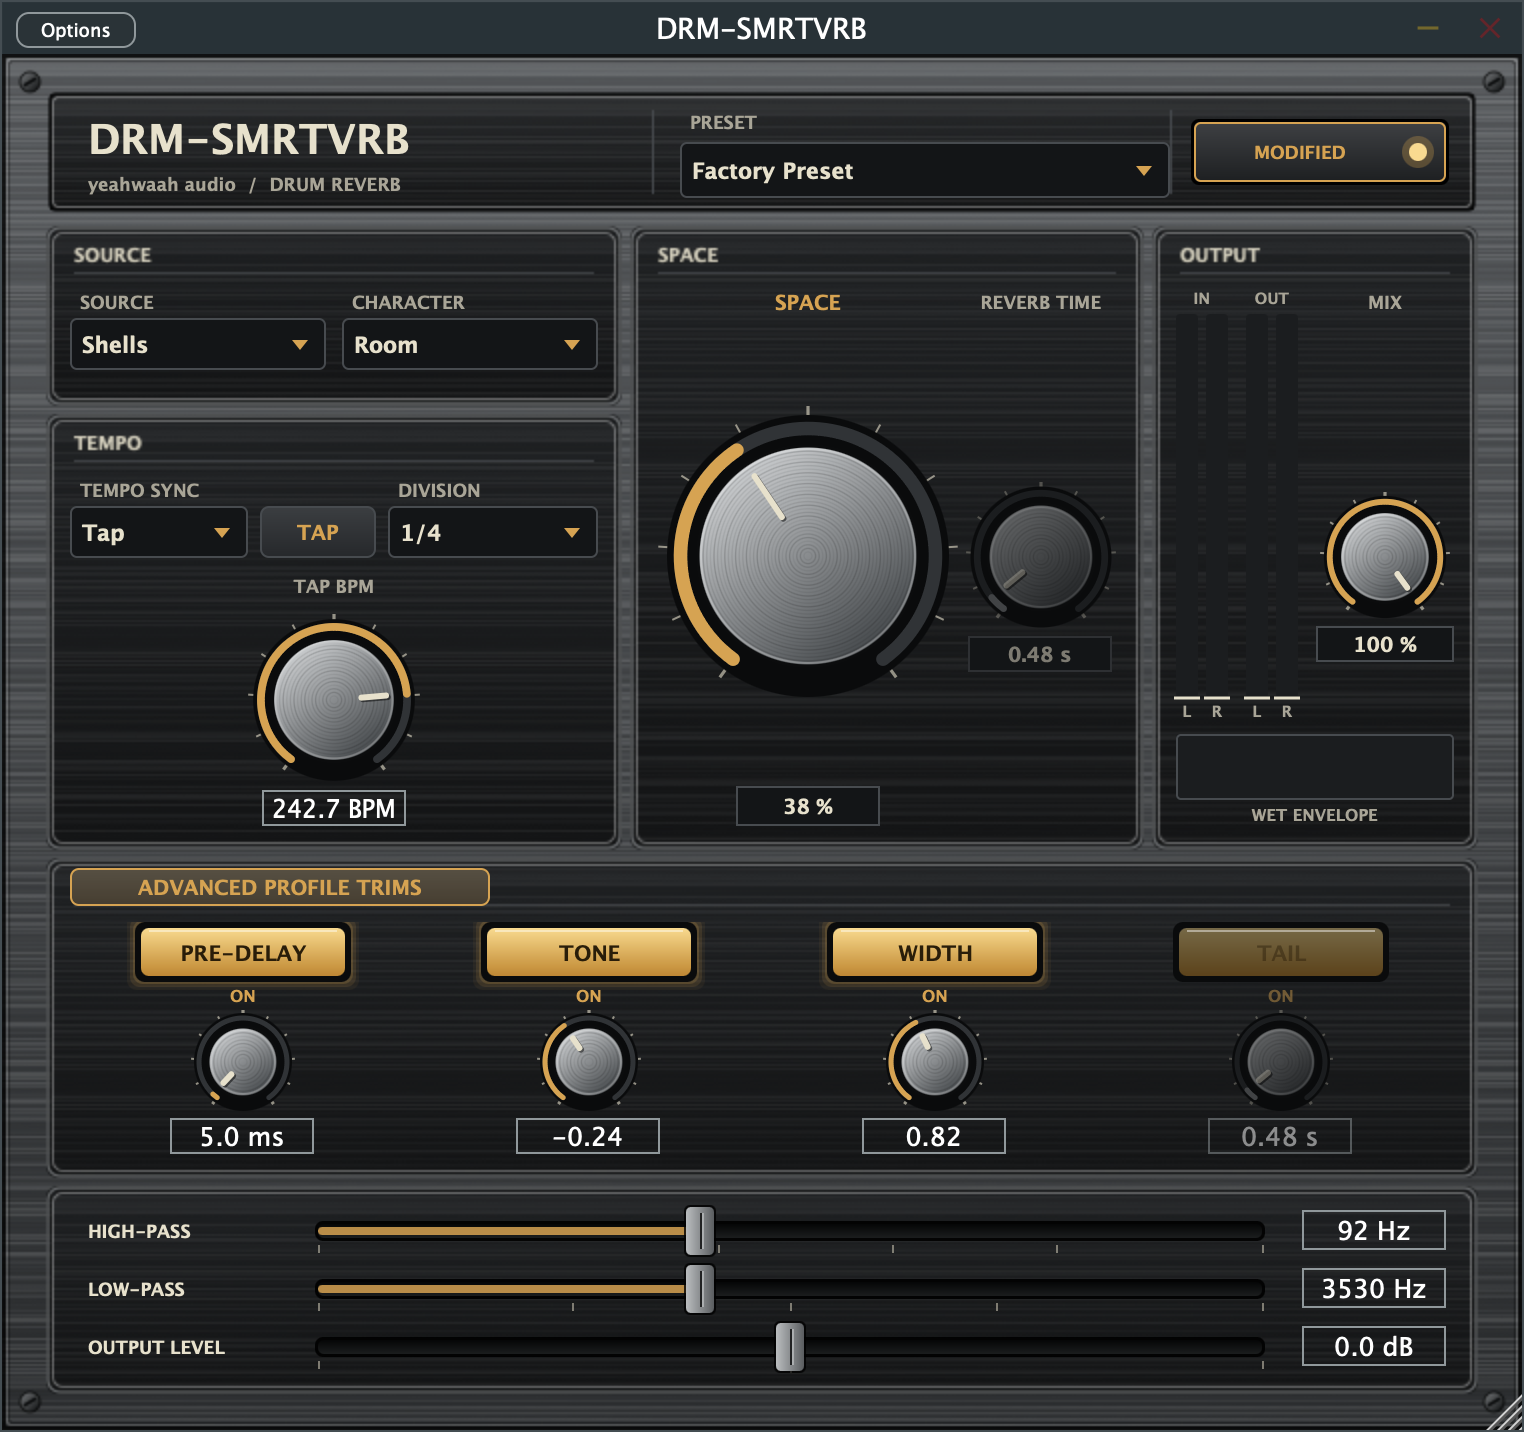 Options
DRM-SMRTVRB
DRM-SMRTVRB
yeahwaah audio / DRUM REVERB
PRESET
Factory Preset
MODIFIED
SOURCE
SOURCE
CHARACTER
Shells
Room
TEMPO
TEMPO SYNC
DIVISION
Tap
TAP
1/4
TAP BPM
242.7 BPM
SPACE
SPACE
REVERB TIME
0.48 s
38 %
OUTPUT
IN
OUT
MIX
100 %
L R L R
WET ENVELOPE
ADVANCED PROFILE TRIMS
PRE-DELAY
TONE
WIDTH
TAIL
ON
ON
ON
ON
5.0 ms
-0.24
0.82
0.48 s
HIGH-PASS
92 Hz
LOW-PASS
3530 Hz
OUTPUT LEVEL
0.0 dB